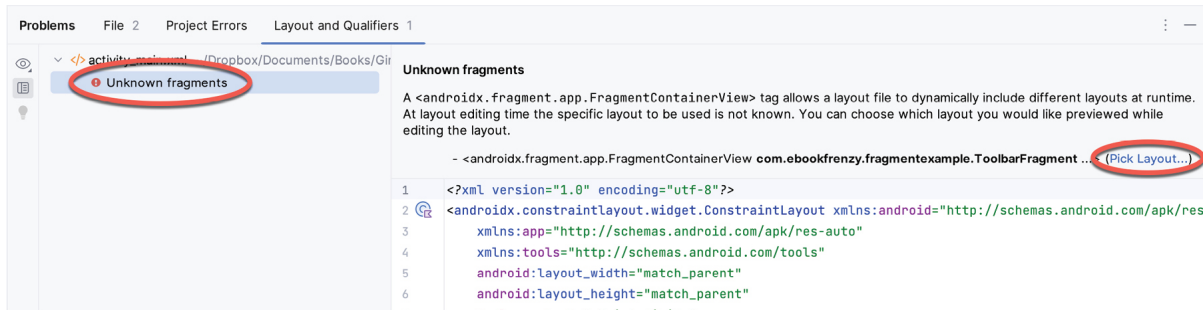 Problems File 2 Project Errors Layout and Qualifiers 1
</> activity_main.xml ~/Dropbox/Documents/Books/Gir
Unknown fragments
Unknown fragments
A <androidx.fragment.app.FragmentContainerView> tag allows a layout file to dynamically include different layouts at runtime.
At layout editing time the specific layout to be used is not known. You can choose which layout you would like previewed while
editing the layout.
- <androidx.fragment.app.FragmentContainerView com.ebookfrenzy.fragmentexample.ToolbarFragment ...> (Pick Layout...)
1 <?xml version="1.0" encoding="utf-8"?>
2 <androidx.constraintlayout.widget.ConstraintLayout xmlns:android="http://schemas.android.com/apk/res
3 xmlns:app="http://schemas.android.com/apk/res-auto"
4 xmlns:tools="http://schemas.android.com/tools"
5 android:layout_width="match_parent"
6 android:layout_height="match_parent"